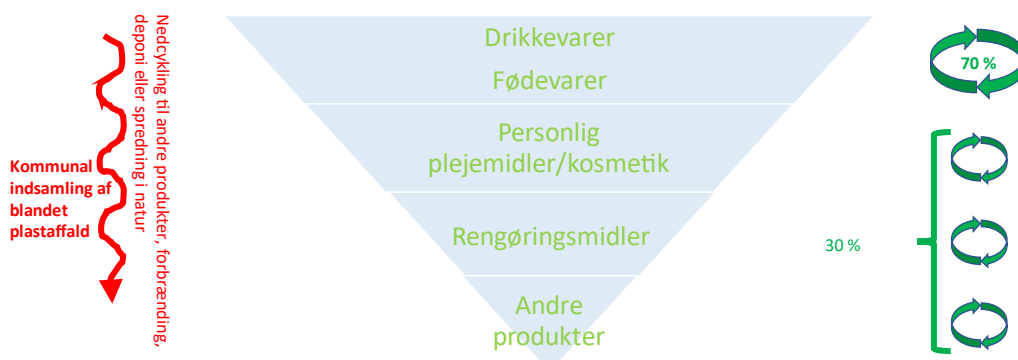 Kommunal
indsamling af
blandet
plastaffald
Nedcykling til andre produkter, forbrænding,
deponi eller spredning i natur
Drikkevarer
Fødevarer
Personlig
plejemidler/kosmetik
Rengøringsmidler
Andre
produkter
70 %
30 %